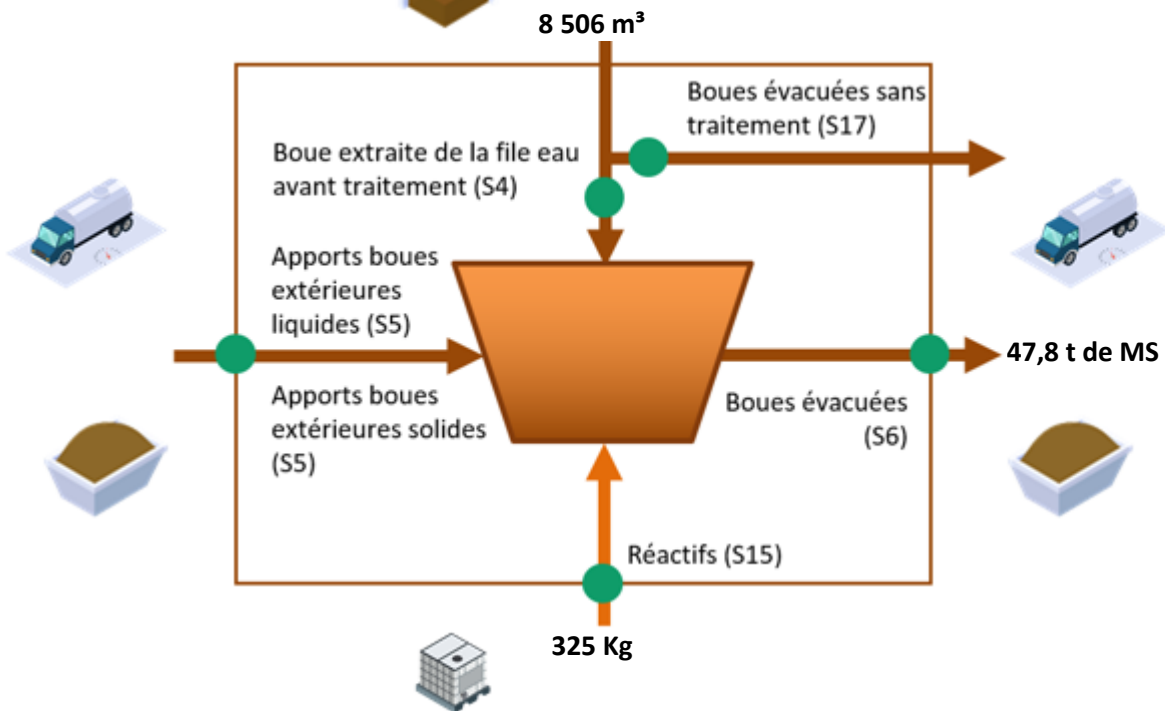 8 506 m³
Boues évacuées sans
traitement (S17)
Boue extraite de la file eau
avant traitement (S4)
Apports boues
extérieures
liquides (S5)
47,8 t de MS
Apports boues
extérieures solides
(S5)
Boues évacuées
(S6)
Réactifs (S15)
325 Kg